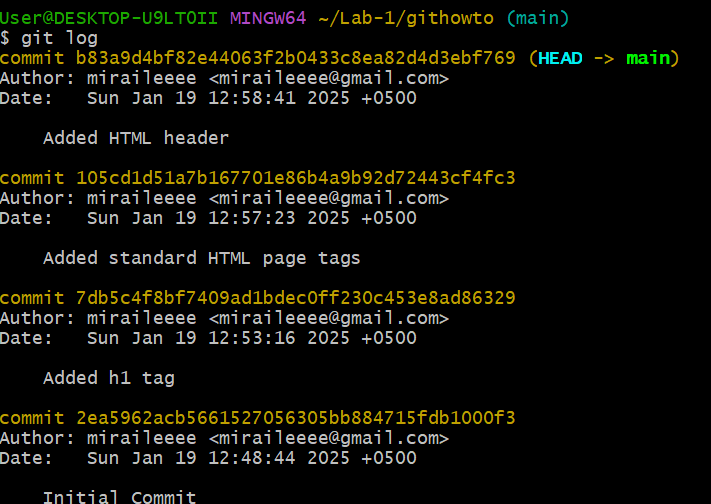 User@DESKTOP-U9LTOII MINGW64 ~/Lab-1/githowto (main)
$ git log
commit b83a9d4bf82e44063f2b0433c8ea82d4d3ebf769 (HEAD -> main)
Author: miraileeee <miraileeee@gmail.com>
Date:   Sun Jan 19 12:58:41 2025 +0500
    Added HTML header
commit 105cd1d51a7b167701e86b4a9b92d72443cf4fc3
Author: miraileeee <miraileeee@gmail.com>
Date:   Sun Jan 19 12:57:23 2025 +0500
    Added standard HTML page tags
commit 7db5c4f8bf7409ad1bdec0ff230c453e8ad86329
Author: miraileeee <miraileeee@gmail.com>
Date:   Sun Jan 19 12:53:16 2025 +0500
    Added h1 tag
commit 2ea5962acb5661527056305bb884715fdb1000f3
Author: miraileeee <miraileeee@gmail.com>
Date:   Sun Jan 19 12:48:44 2025 +0500
    Initial Commit